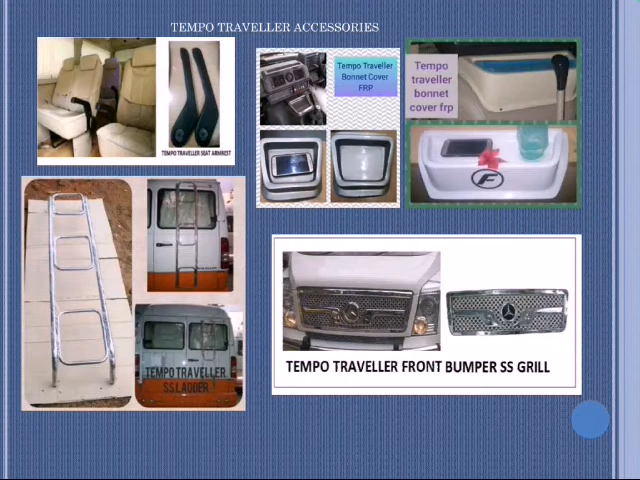 TEMPO TRAVELLER ACCESSORIES
TEMPO TRAVELLER SEAT ARMREST
Tempo Traveller
Bonnet Cover
FRP
Tempo
traveller
bonnet
cover frp
F
TEMPO TRAVELLER
SS LADDER
TEMPO TRAVELLER FRONT BUMPER SS GRILL